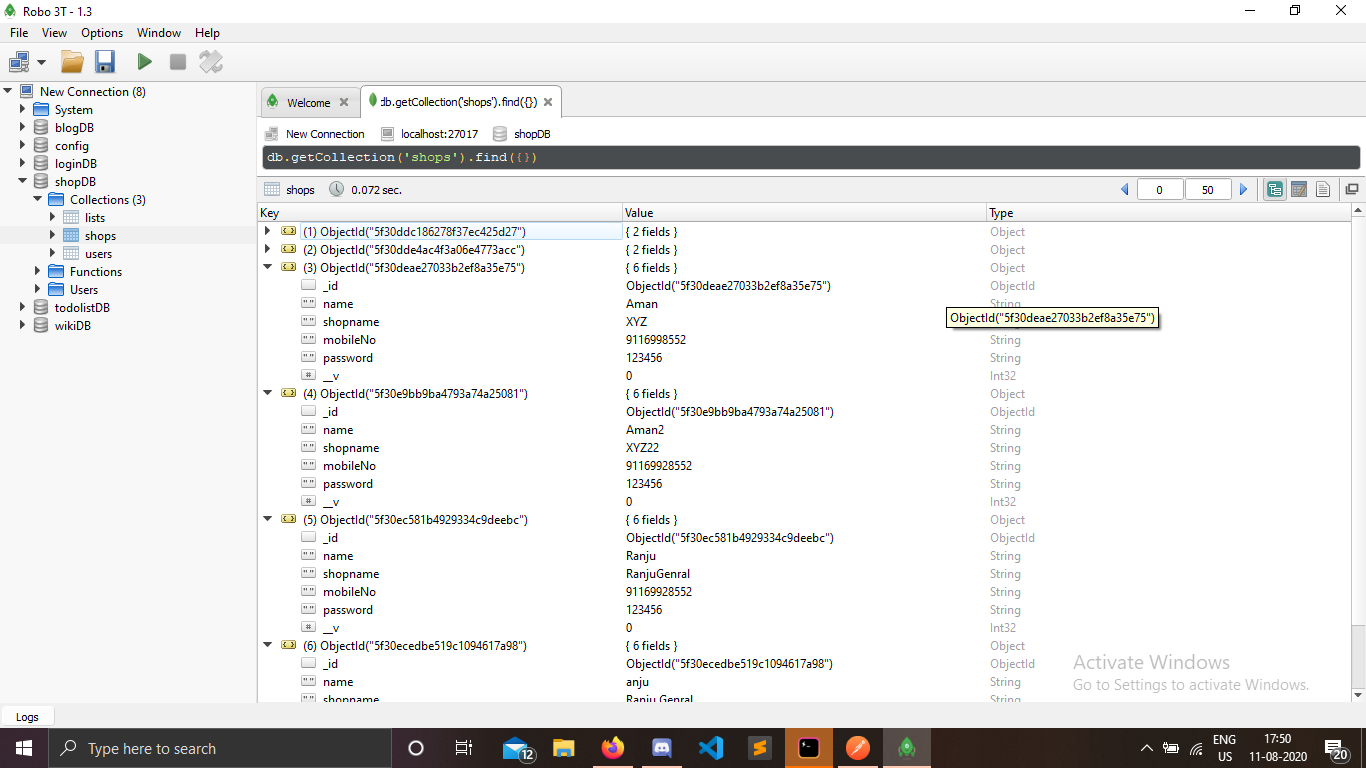 Robo 3T - 1.3
File View Options Window Help
New Connection (8)
System
blogDB
config
loginDB
shopDB
Collections (3)
lists
shops
users
Functions
Users
todolistDB
wikiDB
Welcome
db.getCollection('shops').find({})
New Connection localhost:27017 shopDB
db.getCollection('shops').find({})
shops 0.072 sec. 0 50
Key Value Type
(1) ObjectId("5f30ddc186278f37ec425d27") { 2 fields } Object
(2) ObjectId("5f30dde4ac4f3a06e4773acc") { 2 fields } Object
(3) ObjectId("5f30deae27033b2ef8a35e75") { 6 fields } Object
_id ObjectId("5f30deae27033b2ef8a35e75") ObjectId
name Aman String
shopname XYZ
ObjectId("5f30deae27033b2ef8a35e75")
mobileNo 9116998552 String
password 123456 String
__v 0 Int32
(4) ObjectId("5f30e9bb9ba4793a74a25081") { 6 fields } Object
_id ObjectId("5f30e9bb9ba4793a74a25081") ObjectId
name Aman2 String
shopname XYZ22 String
mobileNo 91169928552 String
password 123456 String
__v 0 Int32
(5) ObjectId("5f30ec581b4929334c9deebc") { 6 fields } Object
_id ObjectId("5f30ec581b4929334c9deebc") ObjectId
name Ranju String
shopname RanjuGenral String
mobileNo 91169928552 String
password 123456 String
__v 0 Int32
(6) ObjectId("5f30ecedbe519c1094617a98") { 6 fields } Object
_id ObjectId("5f30ecedbe519c1094617a98") ObjectId
name anju String
shopname Ranju Genral String
Activate Windows
Go to Settings to activate Windows.
Logs
Type here to search
12
ENG
US
17:50
11-08-2020
20